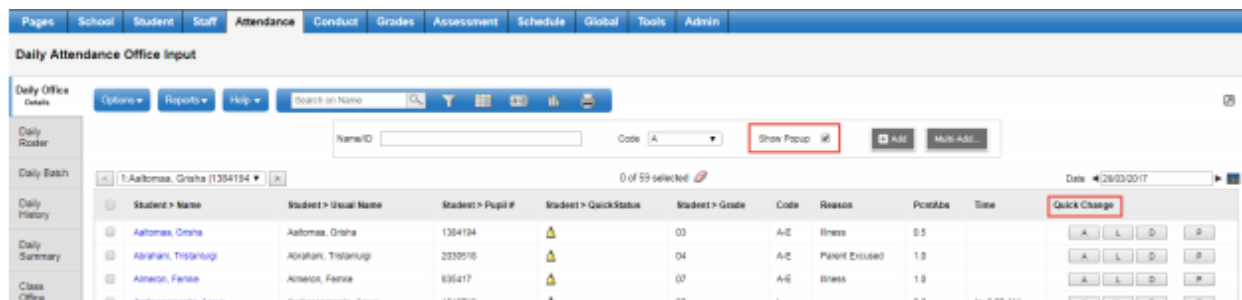 Pages School Student Staff Attendance Conduct Grades Assessment Schedule Global Tools Admin
Daily Attendance Office Input
Daily Office
Details
Options Reports Help Search on Name
Daily
Roster
Name/ID Code A Show Popup Add Multi-Add...
Daily Batch
1:Aaltomaa, Grisha (1384194 0 of 59 selected Date 28/03/2017
Daily
History
Student > Name Student > Usual Name Student > Pupil # Student > QuickStatus Student > Grade Code Reason PcntAbs Time Quick Change
Aaltomaa, Grisha Aaltomaa, Grisha 1384194 03 A-E Illness 0.5 A L D P
Daily
Summary
Abraham, Tristanluigi Abraham, Tristanluigi 2030518 04 A-E Parent Excused 1.0 A L D P
Class
Office
Almeron, Femke Almeron, Femke 835417 07 A-E Illness 1.0 A L D P